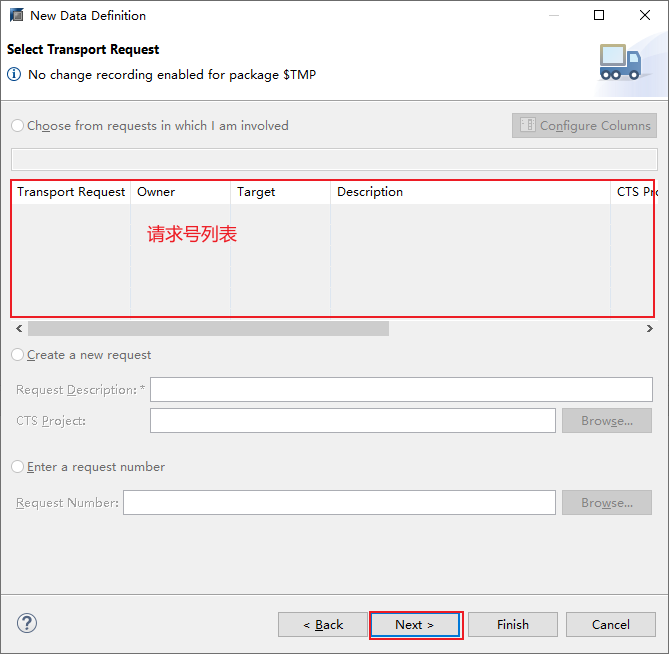 New Data Definition
Select Transport Request
No change recording enabled for package $TMP
Choose from requests in which I am involved
Configure Columns
Transport Request Owner Target Description CTS Pro
请求号列表
Create a new request
Request Description: *
CTS Project:
Browse...
Enter a request number
Request Number:
Browse...
?
< Back
Next >
Finish
Cancel